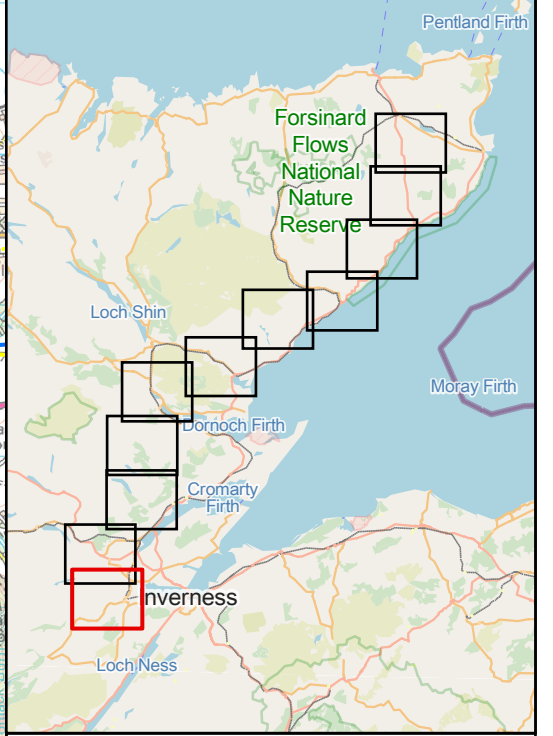 Pentland Firth
Forsinard
Flows
National
Nature
Reserve
Loch Shin
Moray Firth
Dornoch Firth
Cromarty
Firth
nverness
Loch Ness